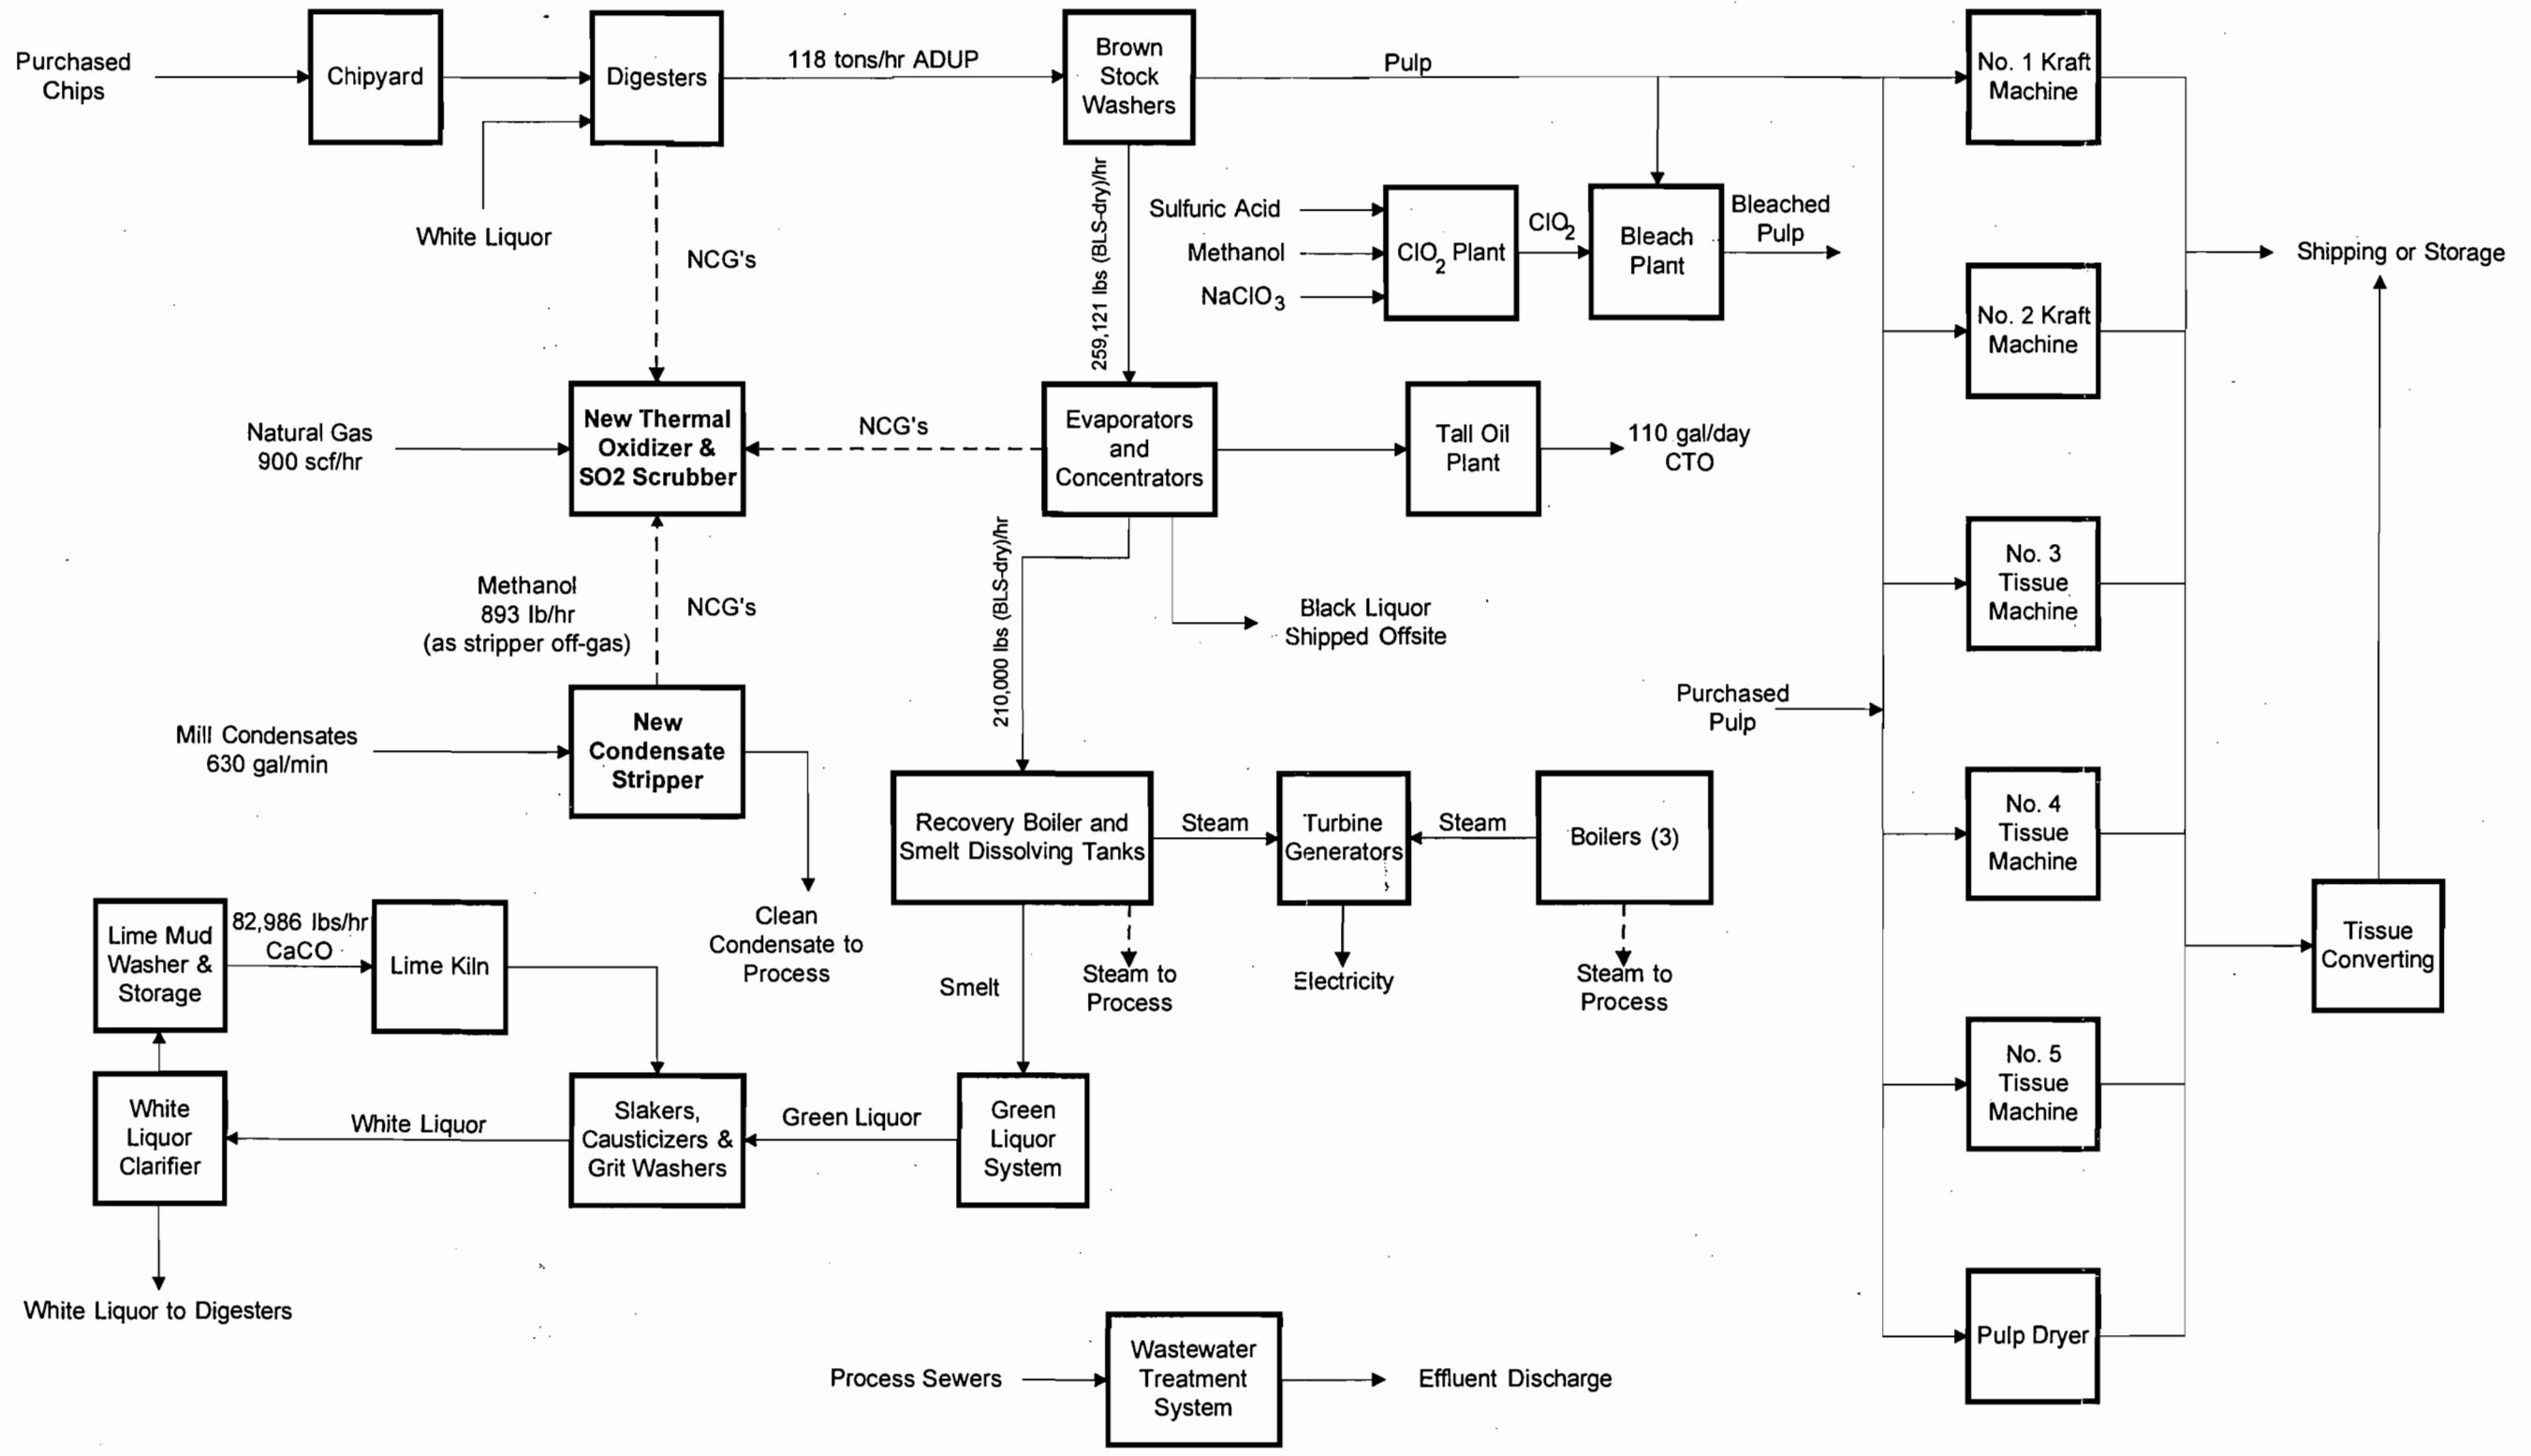 Purchased
Chips
Chipyard
Digesters
118 tons/hr ADUP
Brown
Stock
Washers
Pulp
No. 1 Kraft
Machine
White Liquor
NCG's
259,121 lbs (BLS-dry)/hr
Sulfuric Acid
Methanol
NaClO3
ClO2 Plant
ClO2
Bleach
Plant
Bleached
Pulp
Shipping or Storage
No. 2 Kraft
Machine
Natural Gas
900 scf/hr
New Thermal
Oxidizer &
SO2 Scrubber
NCG's
Evaporators
and
Concentrators
Tall Oil
Plant
110 gal/day
CTO
Methanol
893 lb/hr
(as stripper off-gas)
NCG's
210,000 lbs (BLS-dry)/hr
Black Liquor
Shipped Offsite
No. 3
Tissue
Machine
Purchased
Pulp
Mill Condensates
630 gal/min
New
Condensate
Stripper
Recovery Boiler and
Smelt Dissolving Tanks
Steam
Turbine
Generators
Steam
Boilers (3)
No. 4
Tissue
Machine
Lime Mud
Washer &
Storage
82,986 lbs/hr
CaCO
Lime Kiln
Clean
Condensate to
Process
Smelt
Steam to
Process
Electricity
Steam to
Process
Tissue
Converting
White
Liquor
Clarifier
White Liquor
Slakers,
Causticizers &
Grit Washers
Green Liquor
Green
Liquor
System
No. 5
Tissue
Machine
White Liquor to Digesters
Process Sewers
Wastewater
Treatment
System
Effluent Discharge
Pulp Dryer